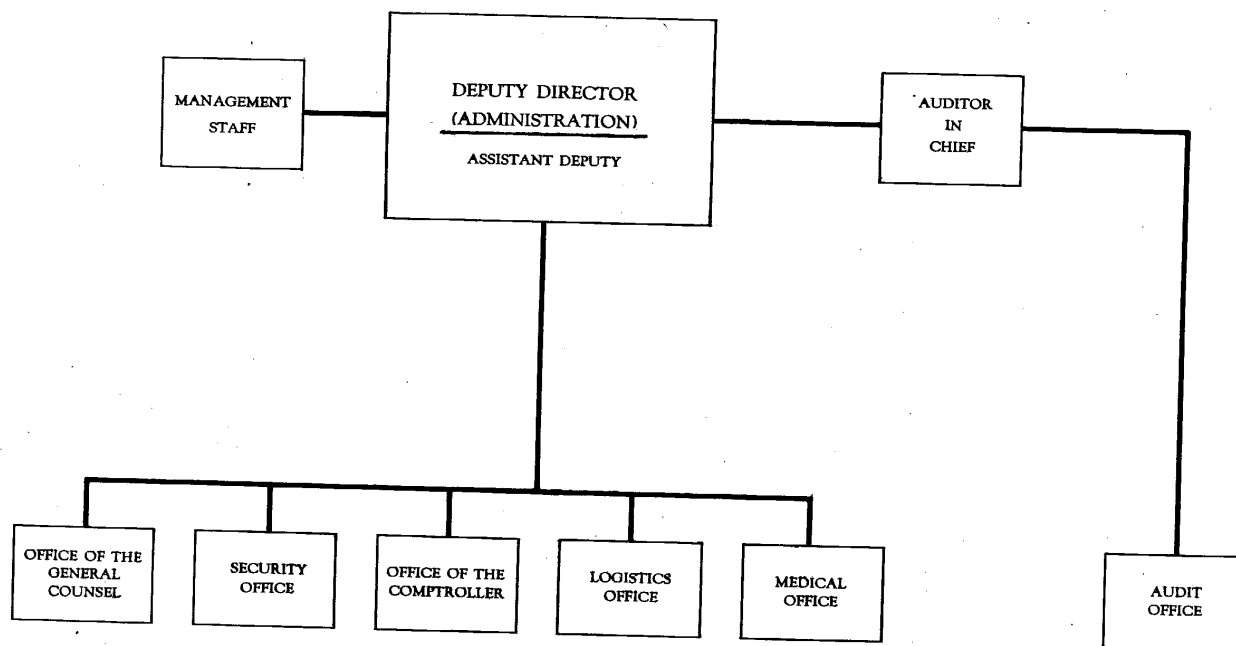 MANAGEMENT
STAFF
DEPUTY DIRECTOR
(ADMINISTRATION)
ASSISTANT DEPUTY
AUDITOR
IN
CHIEF
OFFICE OF THE
GENERAL
COUNSEL
SECURITY
OFFICE
OFFICE OF THE
COMPTROLLER
LOGISTICS
OFFICE
MEDICAL
OFFICE
AUDIT
OFFICE